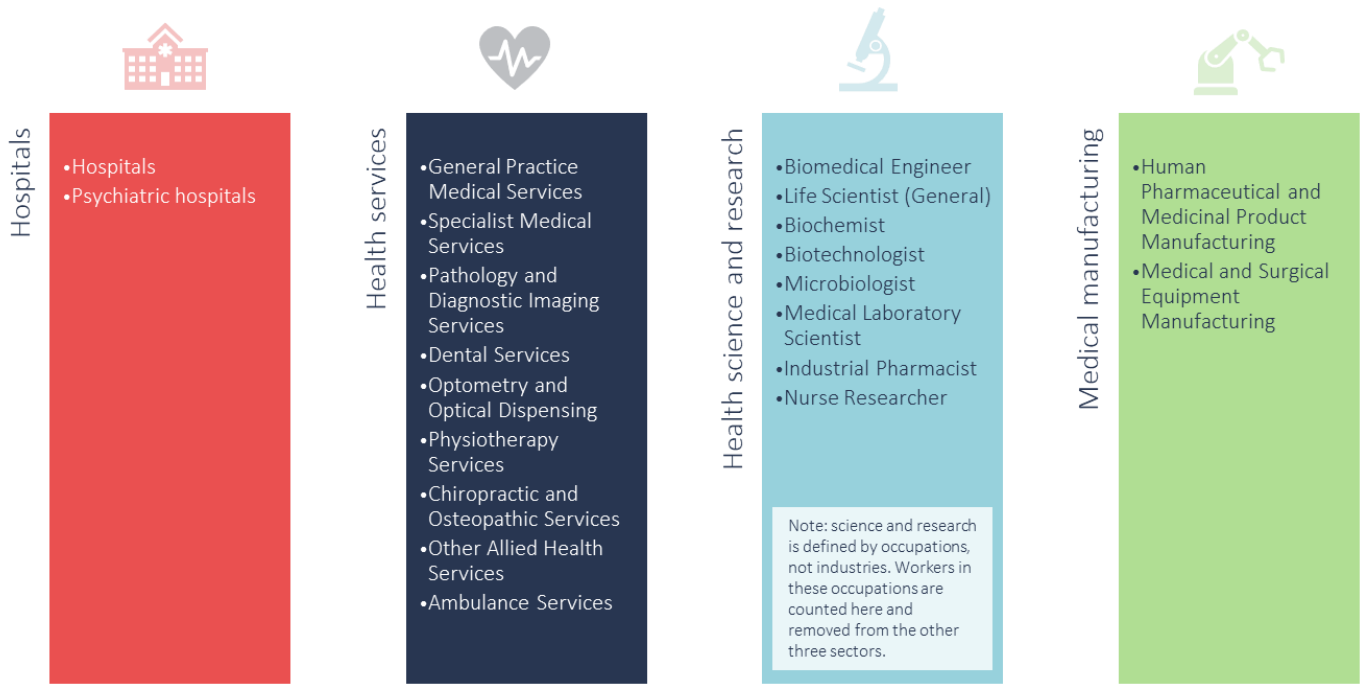 Hospitals
•Hospitals
•Psychiatric hospitals
Health services
•General Practice
Medical Services
•Specialist Medical
Services
•Pathology and
Diagnostic Imaging
Services
•Dental Services
•Optometry and
Optical Dispensing
•Physiotherapy
Services
•Chiropractic and
Osteopathic Services
•Other Allied Health
Services
•Ambulance Services
Health science and research
•Biomedical Engineer
•Life Scientist (General)
•Biochemist
•Biotechnologist
•Microbiologist
•Medical Laboratory
Scientist
•Industrial Pharmacist
•Nurse Researcher
Note: science and research
is defined by occupations,
not industries. Workers in
these occupations are
counted here and
removed from the other
three sectors.
Medical manufacturing
•Human
Pharmaceutical and
Medicinal Product
Manufacturing
•Medical and Surgical
Equipment
Manufacturing